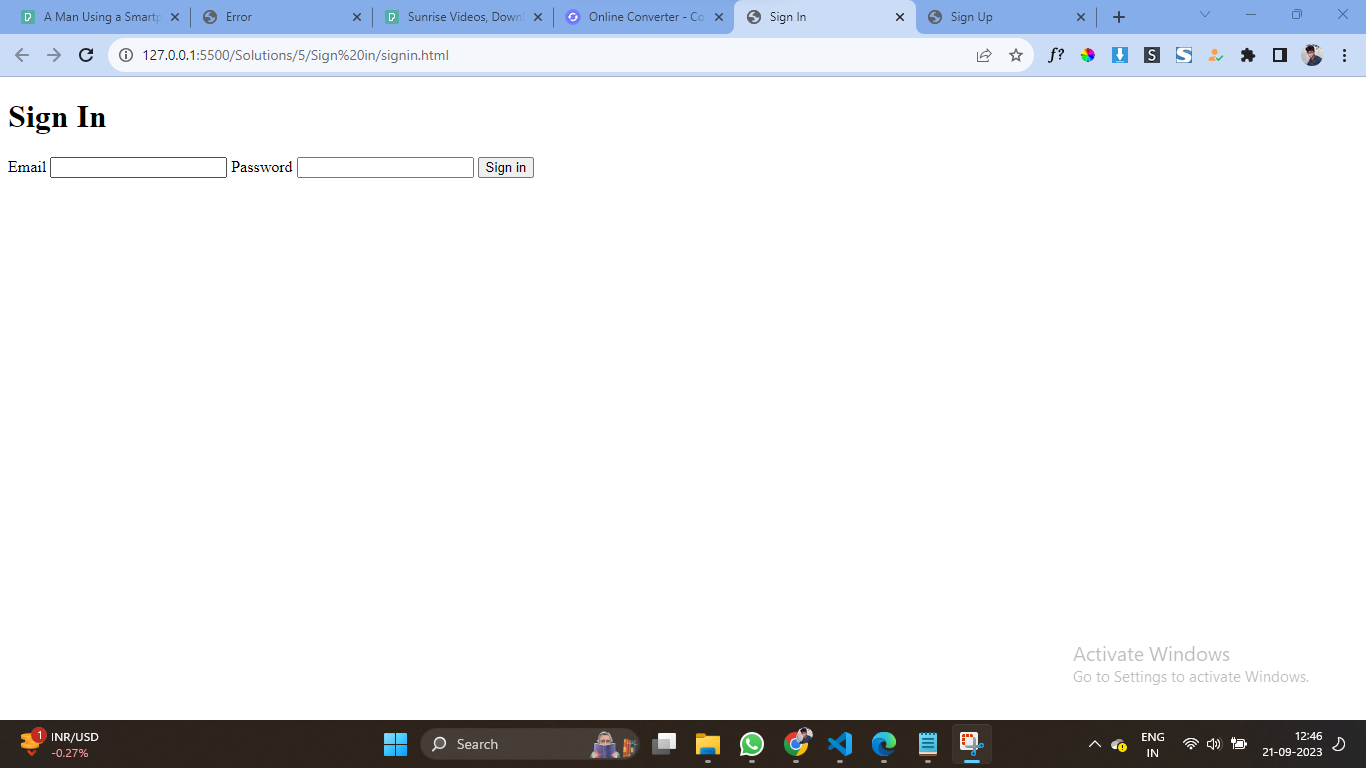 A Man Using a Smartp
Error
Sunrise Videos, Downl
Online Converter - Co
Sign In
Sign Up
127.0.0.1:5500/Solutions/5/Sign%20in/signin.html
f?
S
S
Sign In
Email
Password
Sign in
Activate Windows
Go to Settings to activate Windows.
1
INR/USD
-0.27%
Search
ENG
IN
12:46
21-09-2023